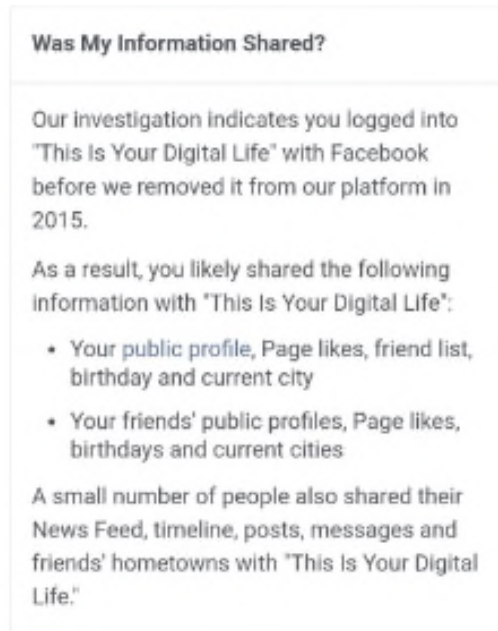 Was My Information Shared?
Our investigation indicates you logged into
"This Is Your Digital Life" with Facebook
before we removed it from our platform in
2015.
As a result, you likely shared the following
information with "This Is Your Digital Life":
• Your public profile, Page likes, friend list,
birthday and current city
• Your friends' public profiles, Page likes,
birthdays and current cities
A small number of people also shared their
News Feed, timeline, posts, messages and
friends' hometowns with "This Is Your Digital
Life."